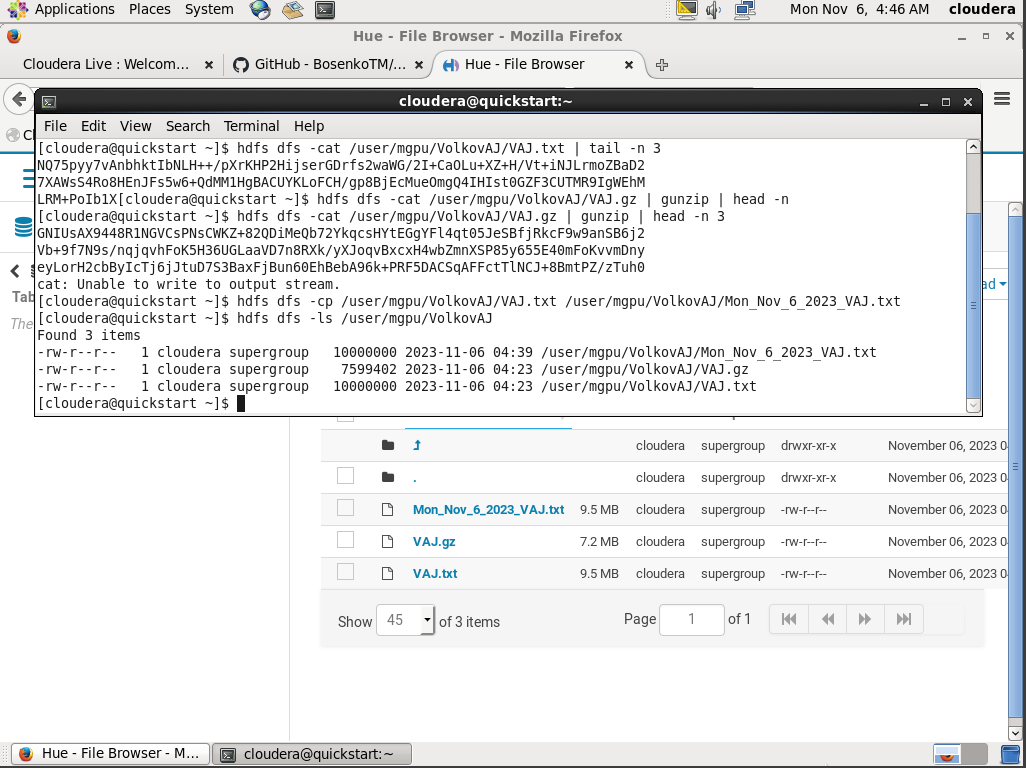 Applications Places System Mon Nov 6, 4:46 AM cloudera
Hue - File Browser - Mozilla Firefox
Cloudera Live : Welcom... × GitHub - BosenkoTM/... × Hue - File Browser ×
cloudera@quickstart:~
File Edit View Search Terminal Help
[cloudera@quickstart ~]$ hdfs dfs -cat /user/mgpu/VolkovAJ/VAJ.txt | tail -n 3
NQ75pyy7vAnbhktIbNLH++/pXrKHP2HijserGDrfs2waWG/2I+CaOLu+XZ+H/Vt+iNJLrmoZBaD2
7XAWsS4Ro8HEnJFs5w6+QdMM1HgBACUYKLoFCH/gp8BjEcMueOmgQ4IHIst0GZF3CUTMR9IgWEhM
LRM+PoIb1X[cloudera@quickstart ~]$ hdfs dfs -cat /user/mgpu/VolkovAJ/VAJ.gz | gunzip | head -n
[cloudera@quickstart ~]$ hdfs dfs -cat /user/mgpu/VolkovAJ/VAJ.gz | gunzip | head -n 3
GNIUsAX9448R1NGVCsPNsCWKZ+82QDiMeQb72YkqcsHYtEGgYFl4qt05JeSBfjRkcF9w9anSB6j2
Vb+9f7N9s/nqjqvhFoK5H36UGLaaVD7n8RXk/yXJoqvBxcxH4wbZmnXSP85y655E40mFoKvvmDny
eyLorH2cbByIcTj6jJtuD7S3BaxFjBun60EhBebA96k+PRF5DACSqAFFctTlNCJ+8BmtPZ/zTuh0
cat: Unable to write to output stream.
[cloudera@quickstart ~]$ hdfs dfs -cp /user/mgpu/VolkovAJ/VAJ.txt /user/mgpu/VolkovAJ/Mon_Nov_6_2023_VAJ.txt
[cloudera@quickstart ~]$ hdfs dfs -ls /user/mgpu/VolkovAJ
Found 3 items
-rw-r--r-- 1 cloudera supergroup 10000000 2023-11-06 04:39 /user/mgpu/VolkovAJ/Mon_Nov_6_2023_VAJ.txt
-rw-r--r-- 1 cloudera supergroup 7599402 2023-11-06 04:23 /user/mgpu/VolkovAJ/VAJ.gz
-rw-r--r-- 1 cloudera supergroup 10000000 2023-11-06 04:23 /user/mgpu/VolkovAJ/VAJ.txt
[cloudera@quickstart ~]$
cloudera supergroup drwxr-xr-x November 06, 2023 0
. cloudera supergroup drwxr-xr-x November 06, 2023 0
Mon_Nov_6_2023_VAJ.txt 9.5 MB cloudera supergroup -rw-r--r-- November 06, 2023 0
VAJ.gz 7.2 MB cloudera supergroup -rw-r--r-- November 06, 2023 0
VAJ.txt 9.5 MB cloudera supergroup -rw-r--r-- November 06, 2023 0
Show 45 of 3 items Page 1 of 1
Hue - File Browser - M... cloudera@quickstart:~